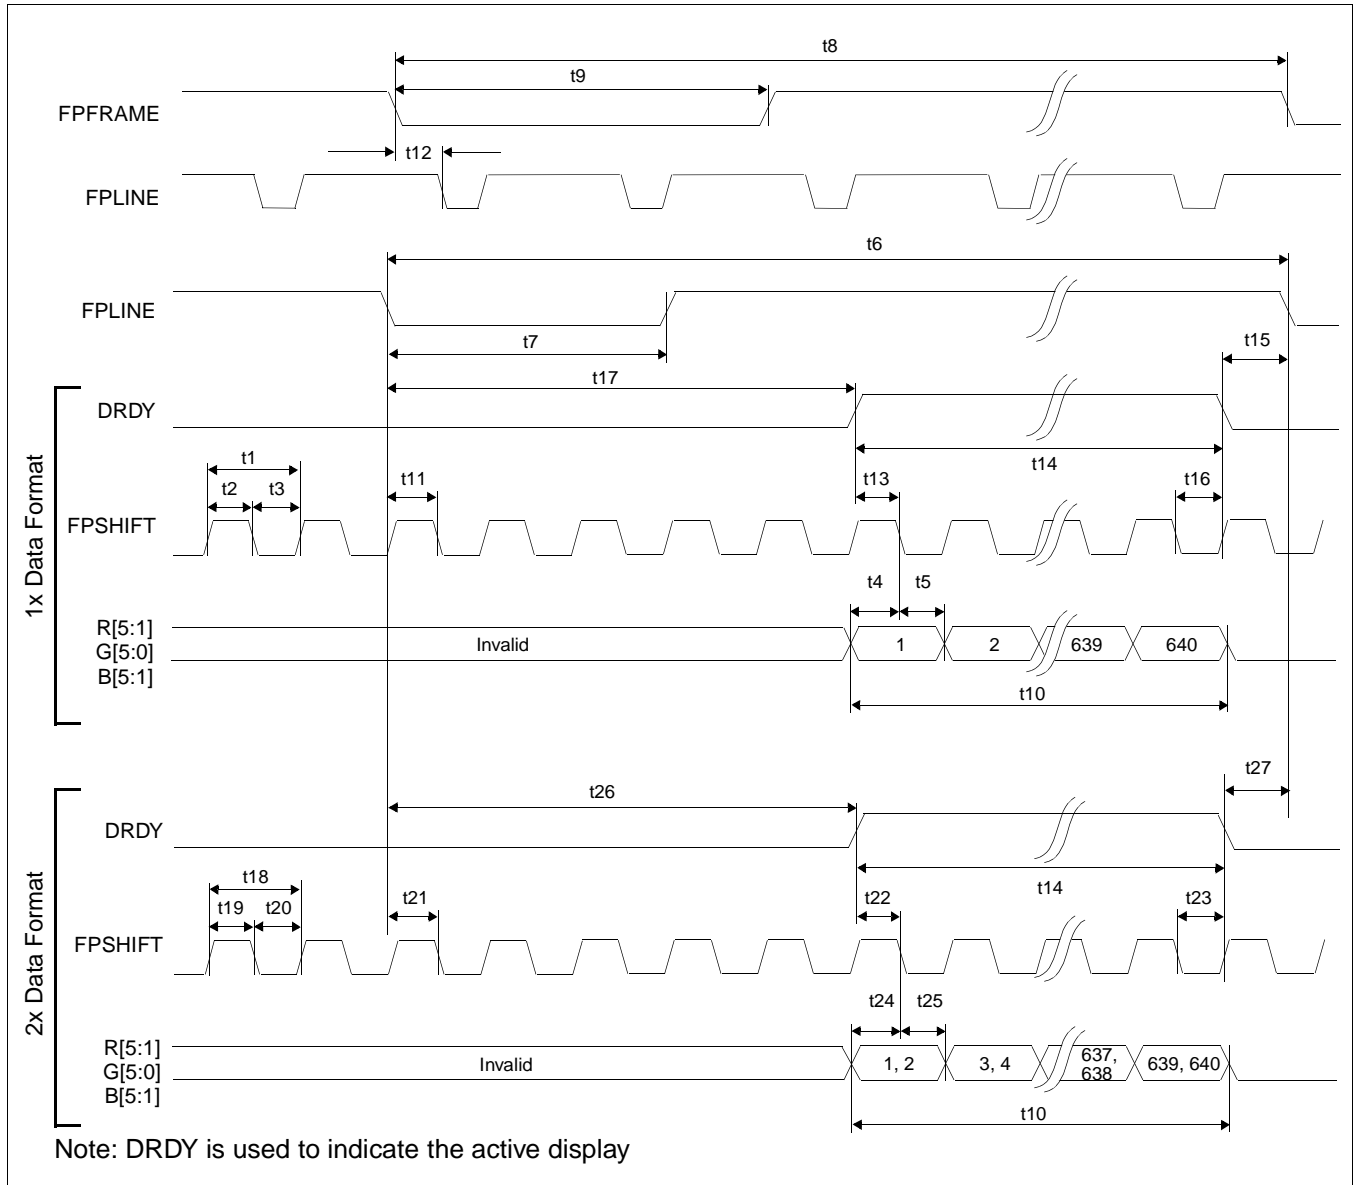 t8
t9
FPFRAME
t12
FPLINE
t6
FPLINE
t7
t15
t17
DRDY
t1
t14
t11
t13
t16
t2 t3
FPSHIFT
1x Data Format
t4 t5
R[5:1]
G[5:0]
B[5:1]
Invalid
1 2 639 640
t10
t27
t26
DRDY
t18
t14
t21
t22
t23
t19 t20
FPSHIFT
2x Data Format
t24 t25
R[5:1]
G[5:0]
B[5:1]
Invalid
1, 2 3, 4 637, 638 639, 640
t10
Note: DRDY is used to indicate the active display